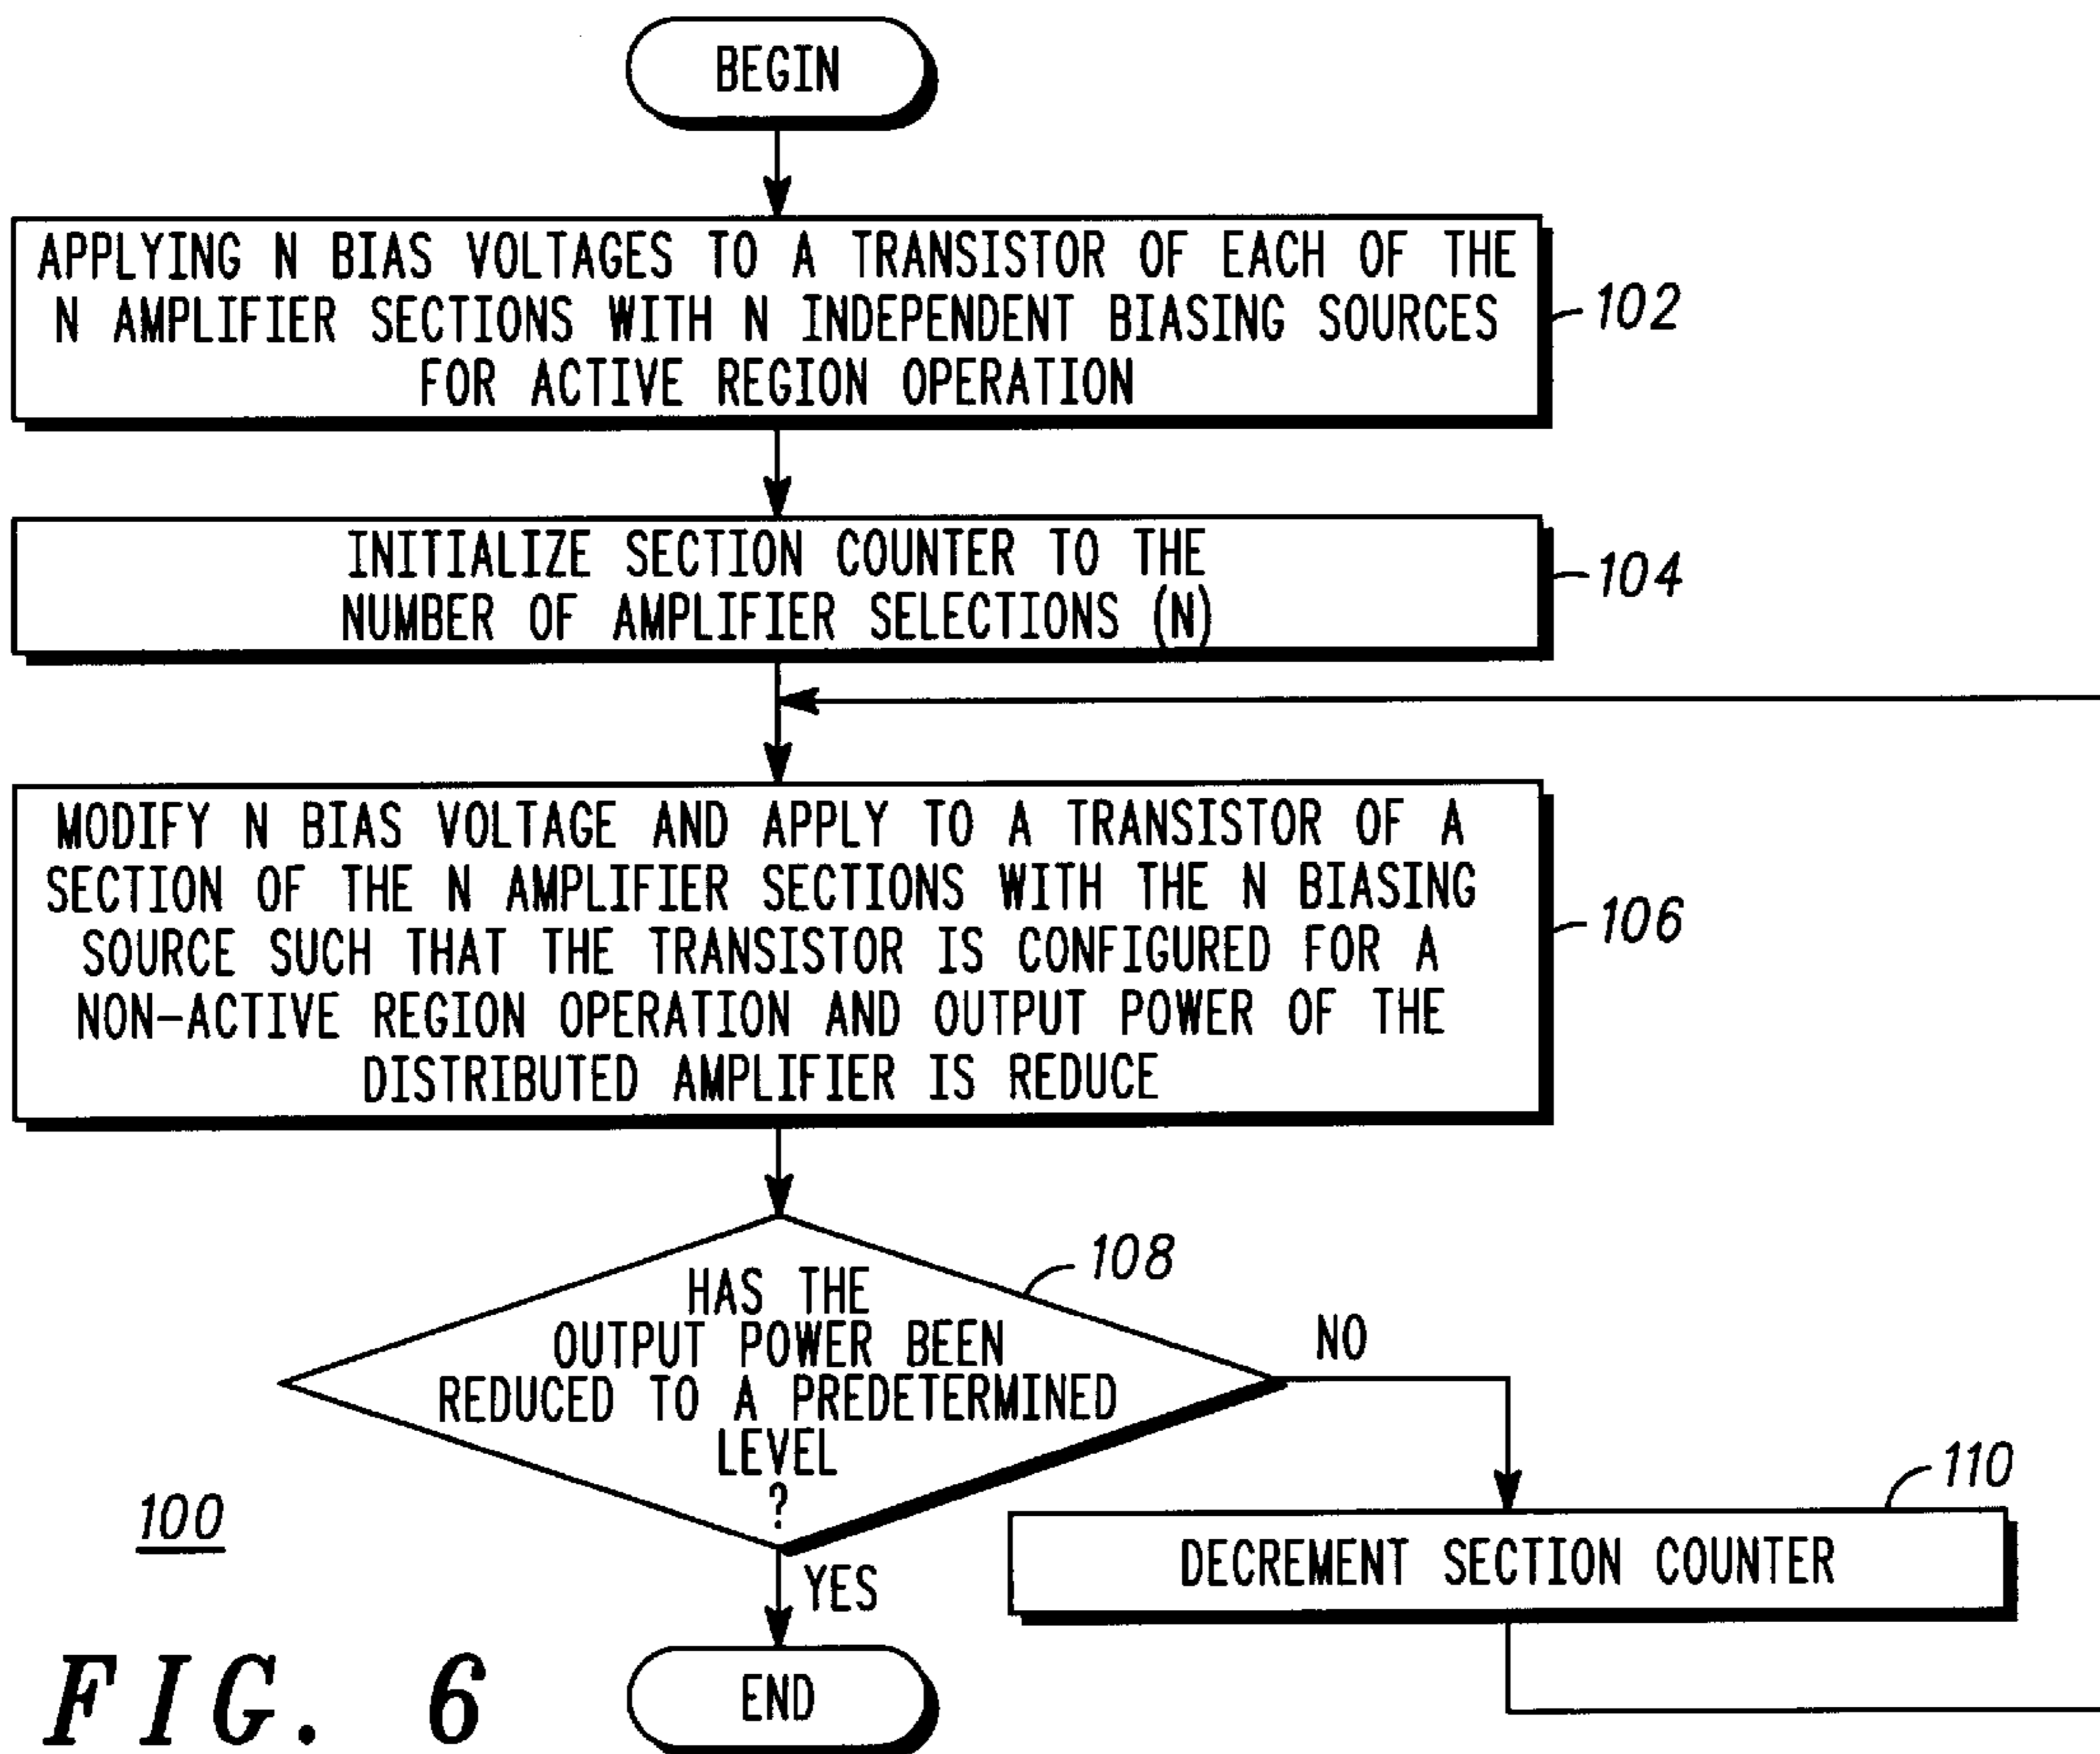 BEGIN
APPLYING N BIAS VOLTAGES TO A TRANSISTOR OF EACH OF THE
N AMPLIFIER SECTIONS WITH N INDEPENDENT BIASING SOURCES
FOR ACTIVE REGION OPERATION
102
INITIALIZE SECTION COUNTER TO THE
NUMBER OF AMPLIFIER SELECTIONS (N)
104
MODIFY N BIAS VOLTAGE AND APPLY TO A TRANSISTOR OF A
SECTION OF THE N AMPLIFIER SECTIONS WITH THE N BIASING
SOURCE SUCH THAT THE TRANSISTOR IS CONFIGURED FOR A
NON-ACTIVE REGION OPERATION AND OUTPUT POWER OF THE
DISTRIBUTED AMPLIFIER IS REDUCE
106
HAS THE
OUTPUT POWER BEEN
REDUCED TO A PREDETERMINED
LEVEL
?
108
NO
110
DECREMENT SECTION COUNTER
YES
END
100
FIG. 6